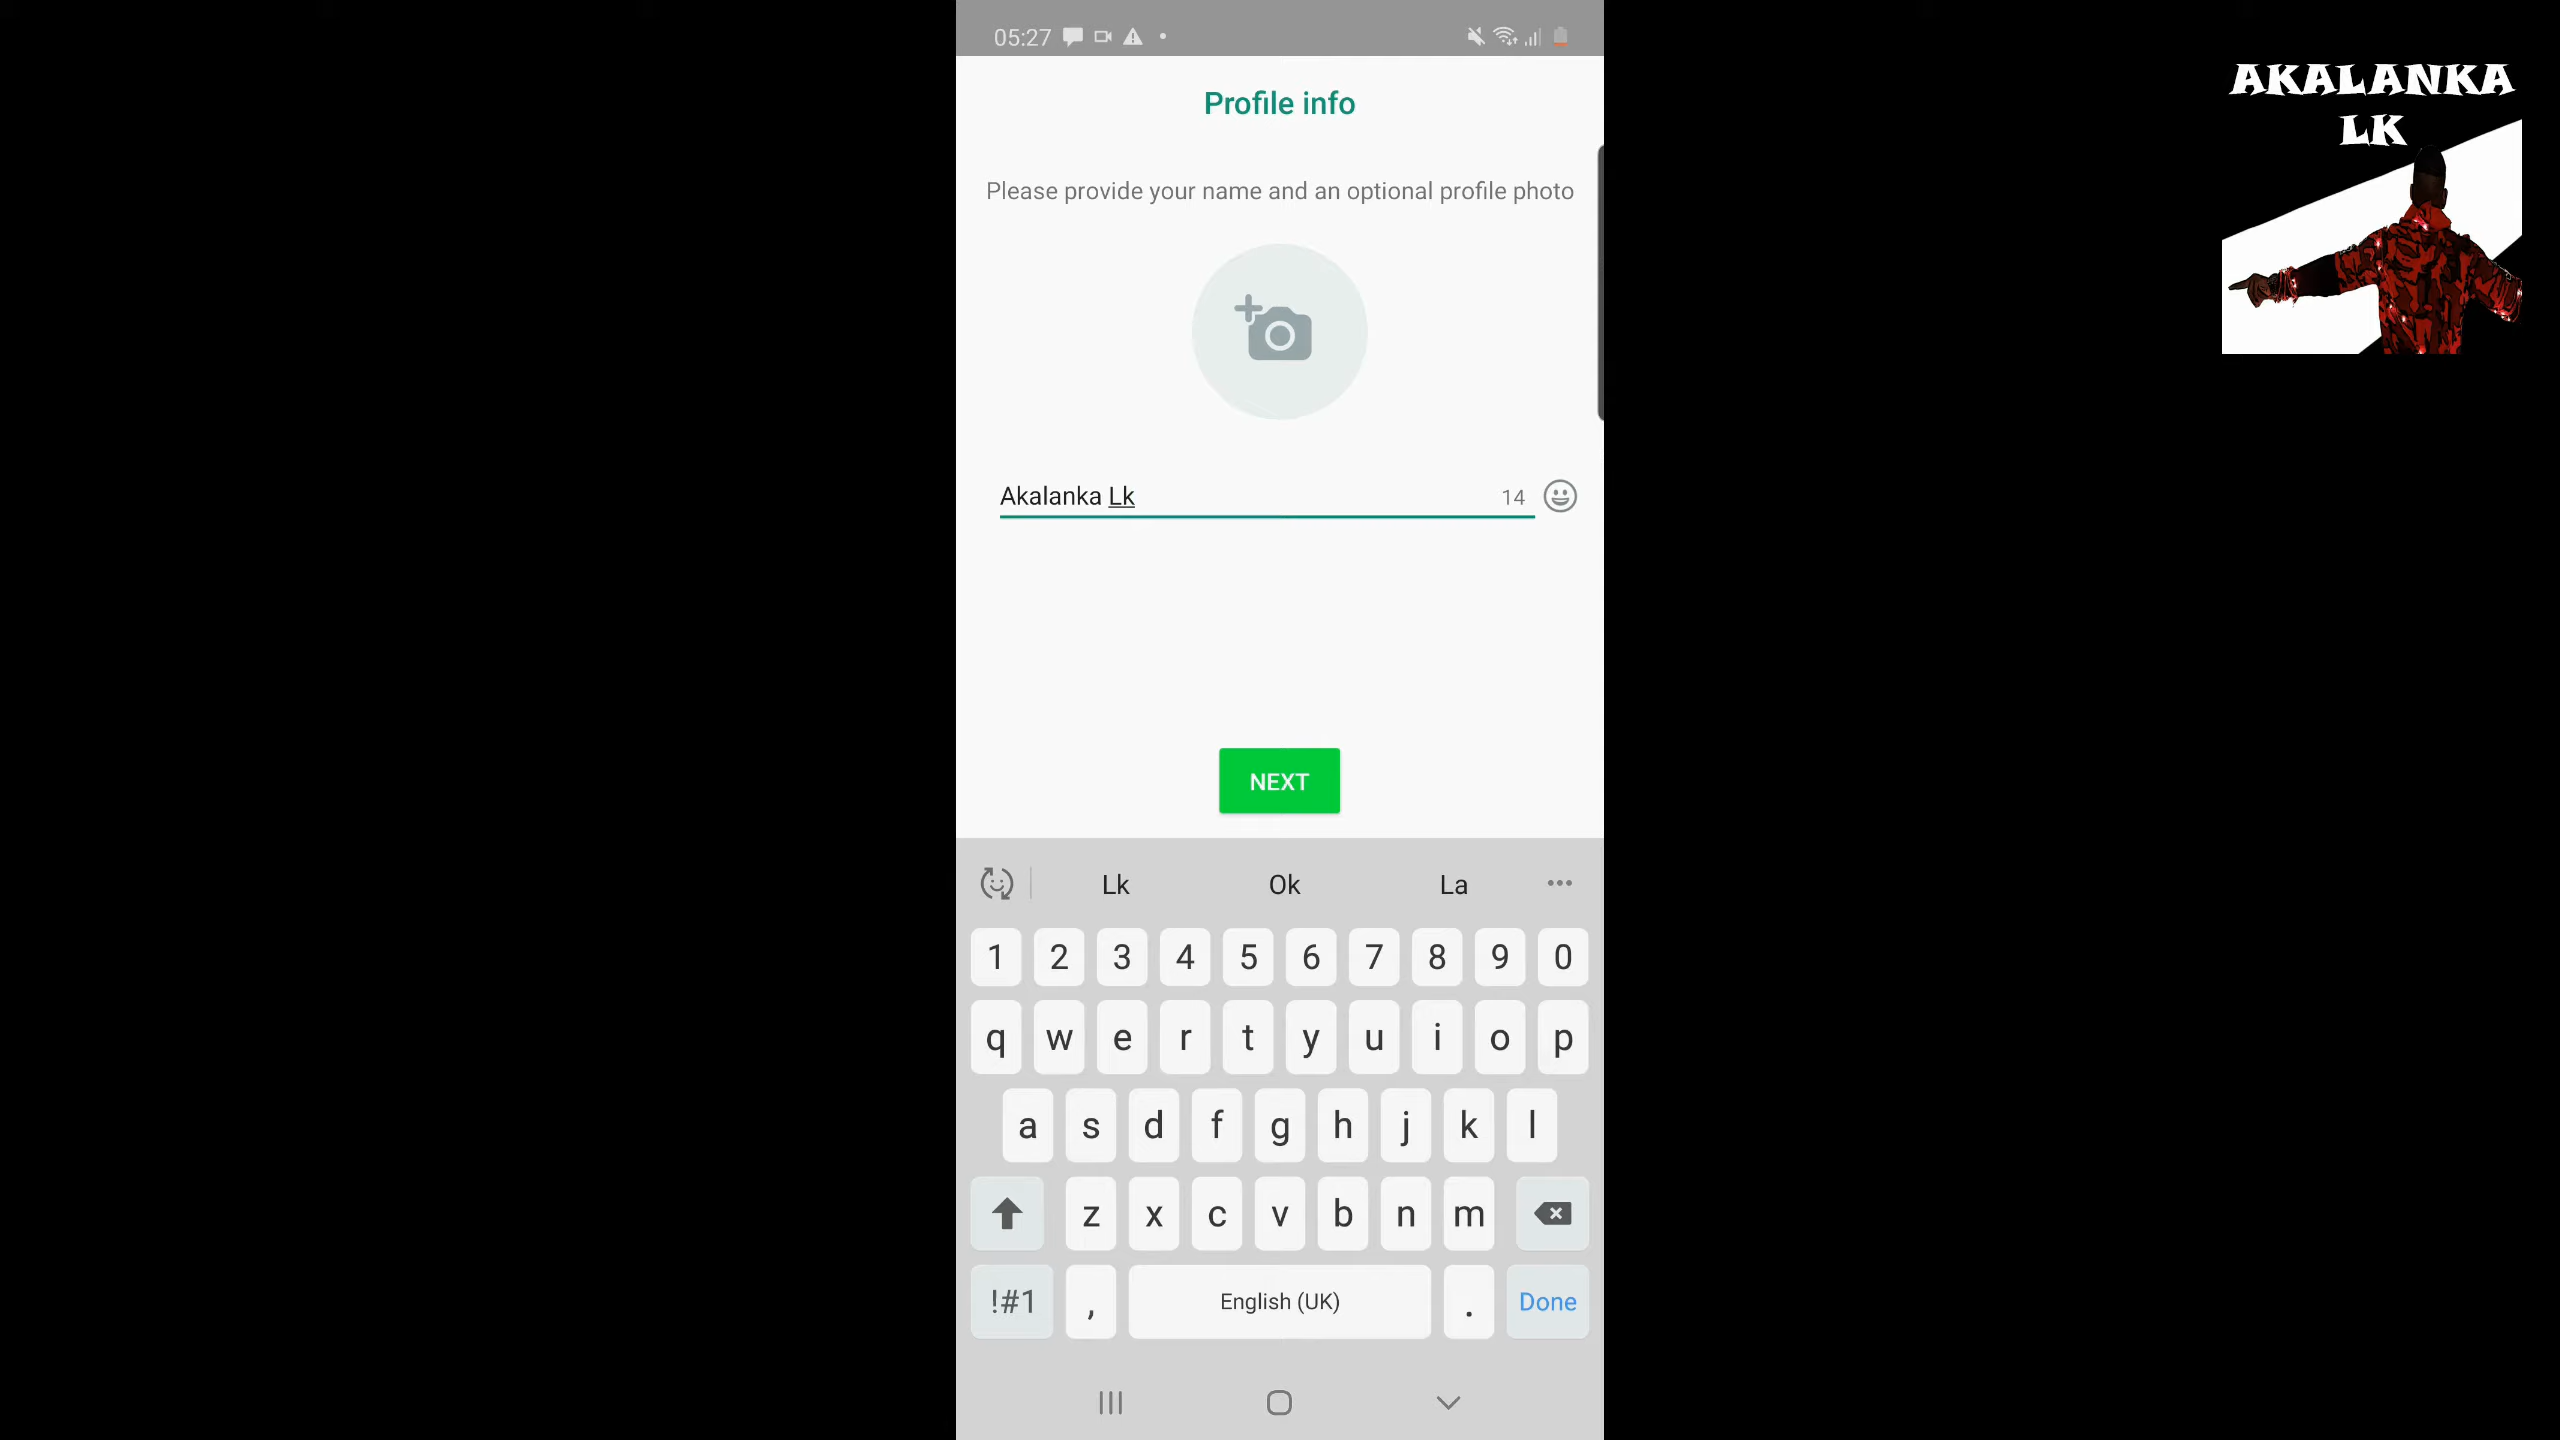 05:27
Profile info
Please provide your name and an optional profile photo
Akalanka Lk 14
NEXT
Lk Ok La
1 2 3 4 5 6 7 8 9 0
q w e r t y u i o p
a s d f g h j k l
z x c v b n m
!#1 , English (UK) . Done
AKALANKA
LK